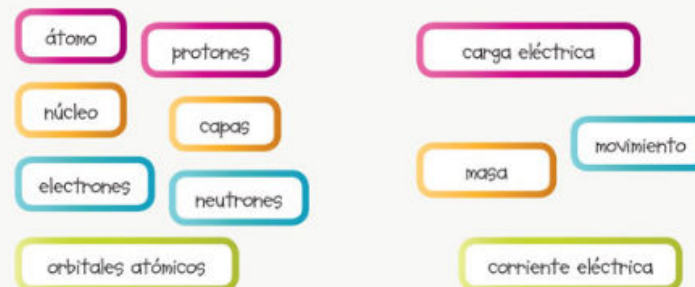 átomo
protones
carga eléctrica
núcleo
capas
movimiento
masa
electrones
neutrones
orbitales atómicos
corriente eléctrica